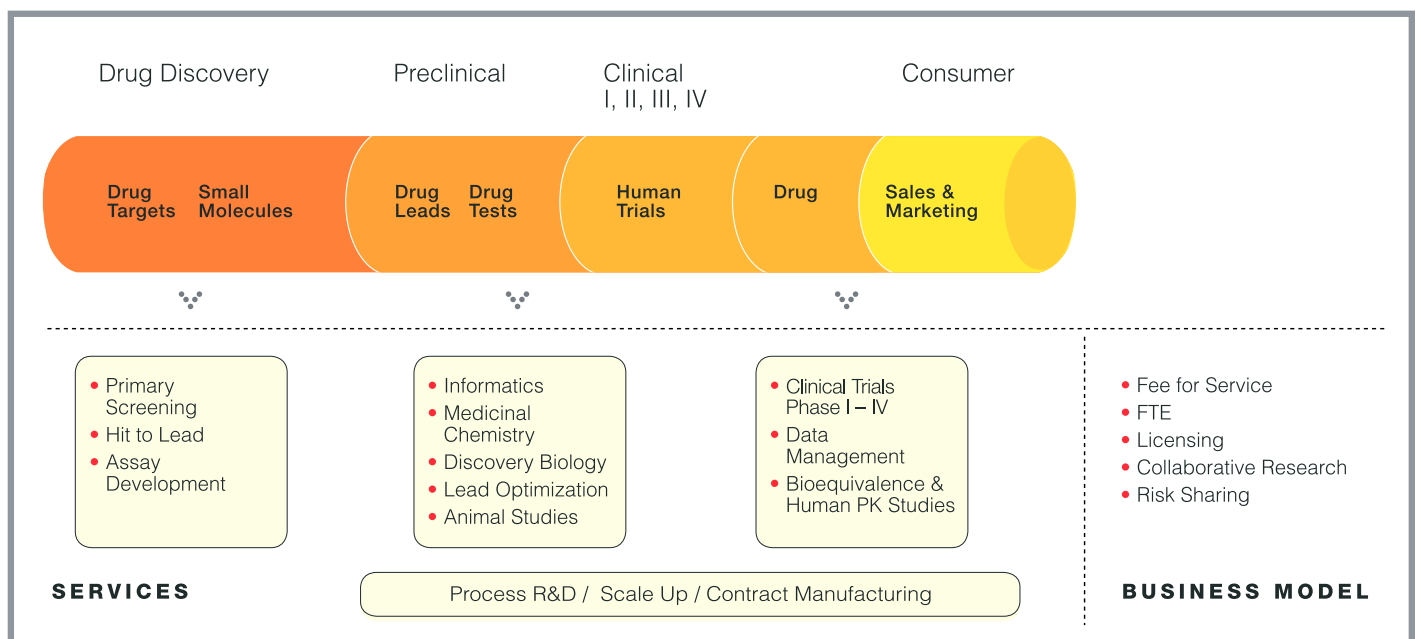 Drug Discovery
Preclinical
Clinical
I, II, III, IV
Consumer
Drug
Targets
Small
Molecules
Drug
Leads
Drug
Tests
Human
Trials
Drug
Sales &
Marketing
• Primary
Screening
• Hit to Lead
• Assay
Development
• Informatics
• Medicinal
Chemistry
• Discovery Biology
• Lead Optimization
• Animal Studies
• Clinical Trials
Phase I – IV
• Data
Management
• Bioequivalence &
Human PK Studies
• Fee for Service
• FTE
• Licensing
• Collaborative Research
• Risk Sharing
SERVICES
Process R&D / Scale Up / Contract Manufacturing
BUSINESS MODEL